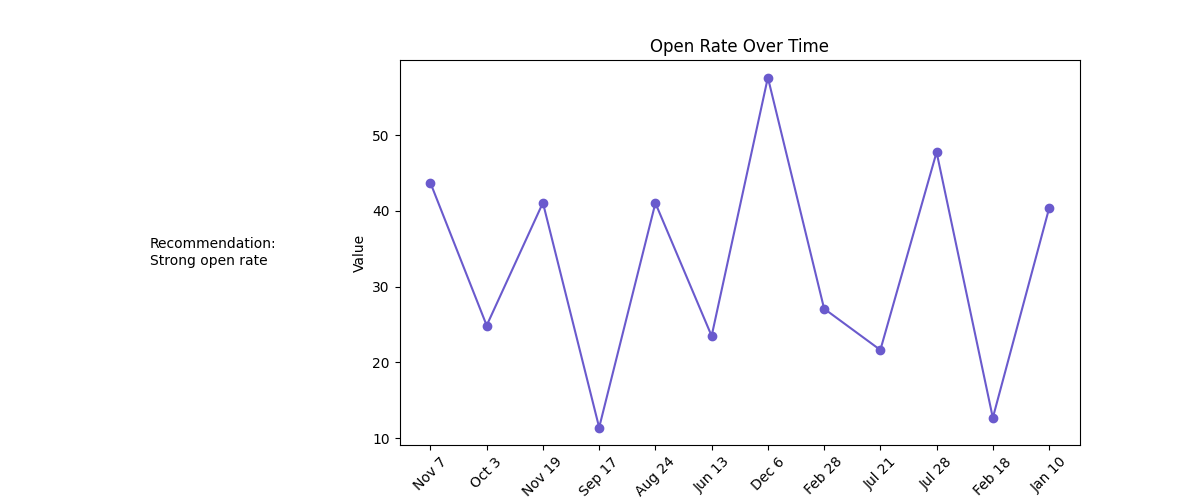 Open Rate Over Time
Recommendation:
Strong open rate
Value
50
40
30
20
10
Nov 7
Oct 3
Nov 19
Sep 17
Aug 24
Jun 13
Dec 6
Feb 28
Jul 21
Jul 28
Feb 18
Jan 10